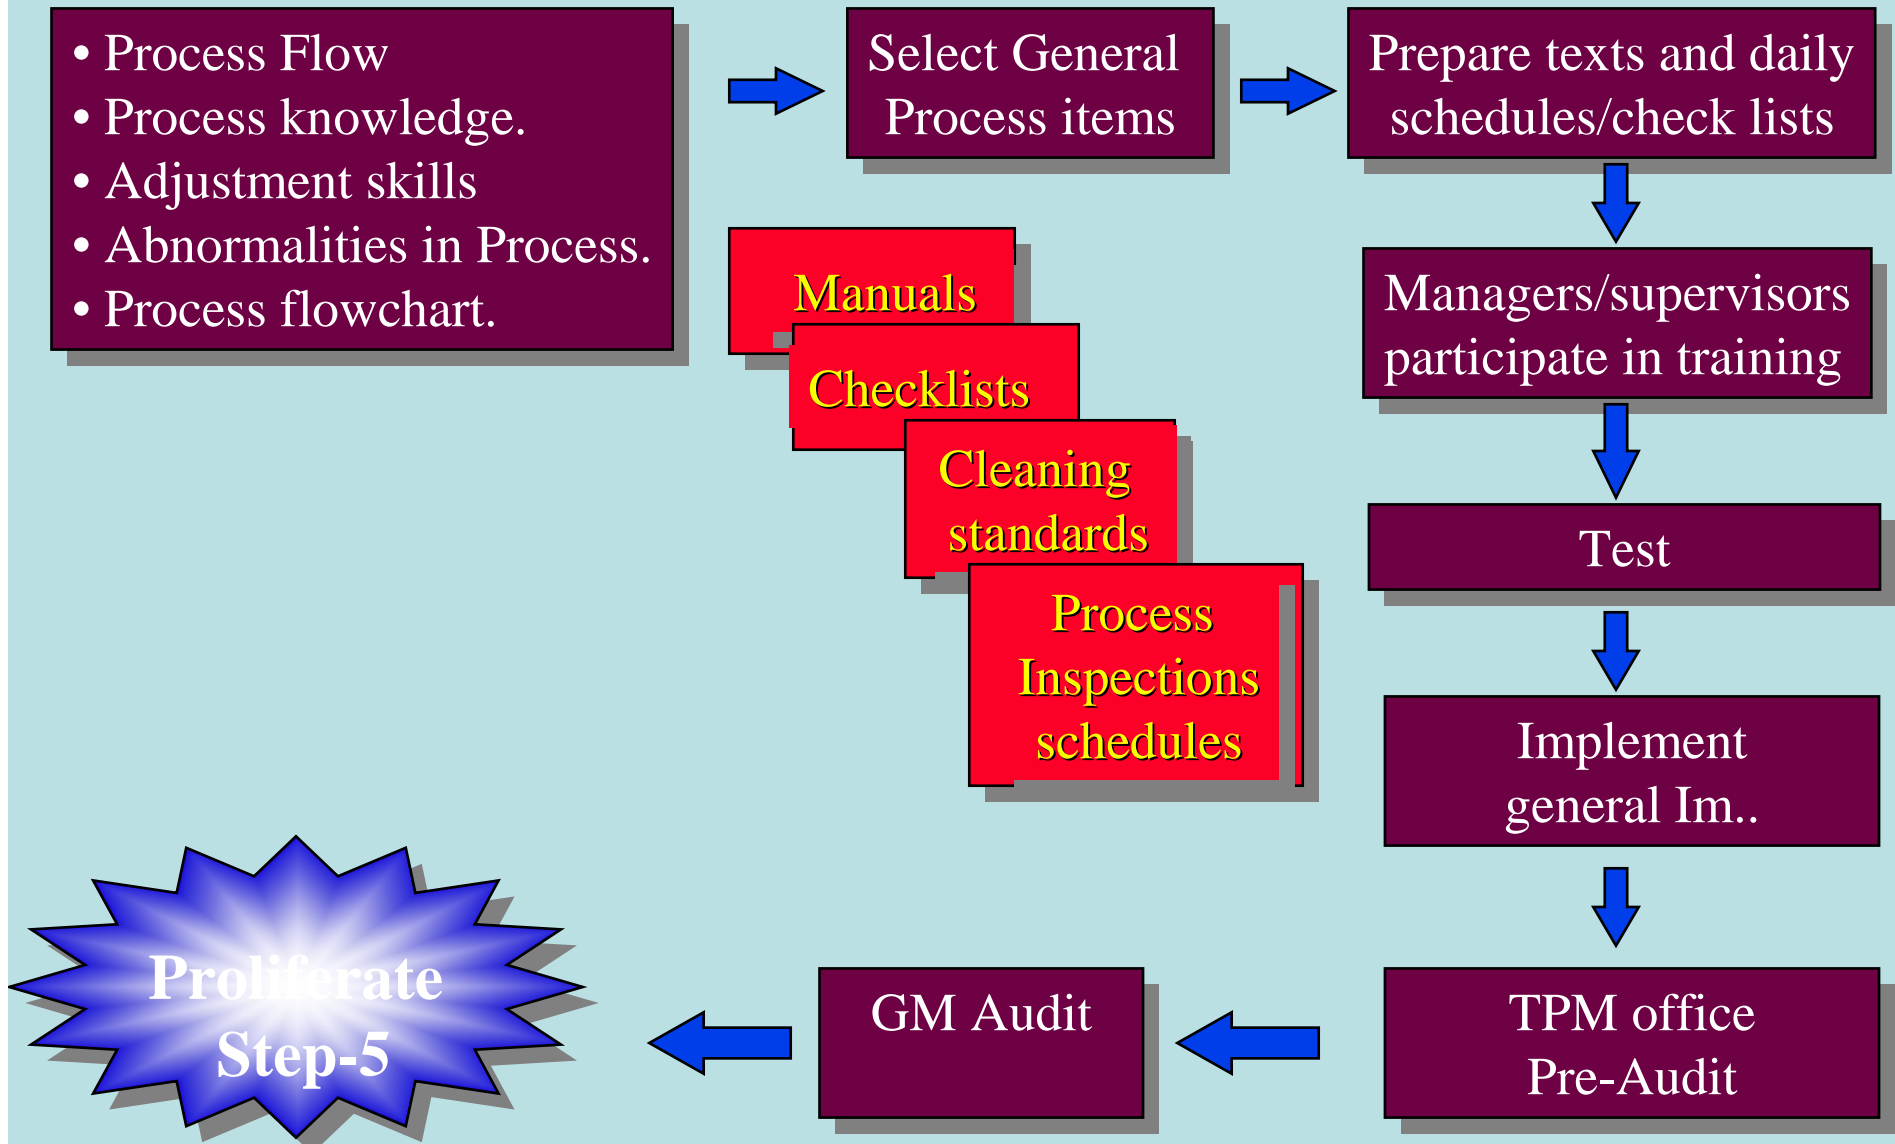 • Process Flow
• Process knowledge.
• Adjustment skills
• Abnormalities in Process.
• Process flowchart.
Select General
Process items
Prepare texts and daily
schedules/check lists
Managers/supervisors
participate in training
Manuals
Checklists
Cleaning
standards
Process
Inspections
schedules
Test
Implement
general Im..
TPM office
Pre-Audit
GM Audit
Proliferate
Step-5